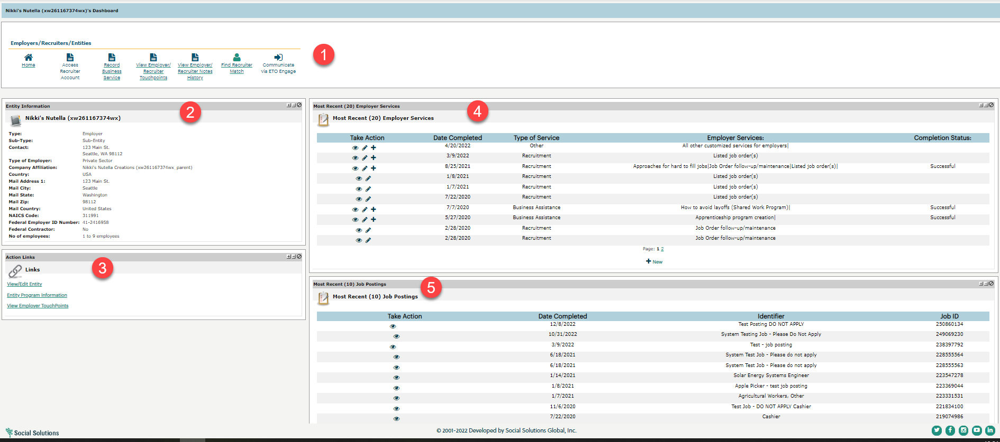 Nikki's Nutella (xw261167374wx)'s Dashboard
Employers/Recruiters/Entities
1
Home
Access
Recruiter
Account
Record
Business
Service
View Employer/
Recruiter
Touchpoints
View Employer/
Recruiter Notes
History
Find Recruiter
Match
Communicate
via ETO Engage
Entity Information
2
Nikki's Nutella (xw261167374wx)
Type: Employer
Sub-Type: Sub-Entity
Contact: 123 Main St.
Seattle, WA 98112
Type of Employer: Private Sector
Company Affiliation: Nikki's Nutella Creations (xw261167374wx_parent)
Country: USA
Mail Address 1: 123 Main St.
Mail City: Seattle
Mail State: Washington
Mail Zip: 98112
Mail Country: United States
NAICS Code: 311991
Federal Employer ID Number: 41-2416958
Federal Contractor: No
No of employees: 1 to 9 employees
Action Links
3
Links
View/Edit Entity
Entity Program Information
View Employer TouchPoints
Most Recent (20) Employer Services
4
Most Recent (20) Employer Services
Take Action Date Completed Type of Service Employer Services: Completion Status:
4/20/2022 Other All other customized services for employers|
3/9/2022 Recruitment Listed job order(s)
8/25/2021 Recruitment Approaches for hard to fill jobs|Job Order follow-up/maintenance|Listed job order(s)| Successful
1/8/2021 Recruitment Listed job order(s)
1/7/2021 Recruitment Listed job order(s)
7/22/2020 Recruitment Listed job order(s)
7/7/2020 Business Assistance How to avoid layoffs (Shared Work Program)| Successful
5/27/2020 Business Assistance Apprenticeship program creation| Successful
2/28/2020 Recruitment Job Order follow-up/maintenance
2/28/2020 Recruitment Job Order follow-up/maintenance
Page: 1 2
+ New
Most Recent (10) Job Postings
5
Most Recent (10) Job Postings
Take Action Date Completed Identifier Job ID
12/8/2022 Test Posting DO NOT APPLY 250860134
10/31/2022 System Testing Job - Please Do Not Apply 249069230
3/9/2022 Test - job posting 238397792
6/18/2021 System Test Job - Please do not apply 228555564
6/18/2021 System Test Job - Please do not apply 228555563
1/14/2021 Solar Energy Systems Engineer 223547278
1/8/2021 Apple Picker - test job posting 223369044
1/7/2021 Agricultural Workers, Other 223331531
11/6/2020 Test Job - DO NOT APPLY Cashier 221834100
7/22/2020 Cashier 219074986
Social Solutions
© 2001-2022 Developed by Social Solutions Global, Inc.